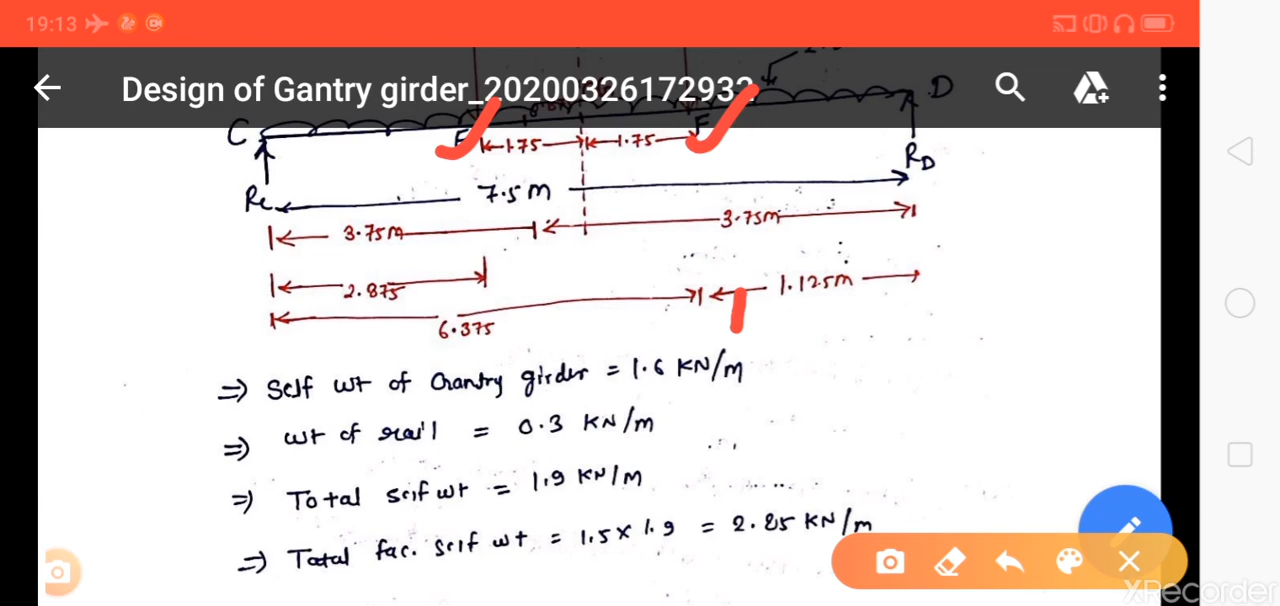 19:13
Design of Gantry girder_20200326172932
C
D
E
F
1.75
1.75
Rc
7.5 m
RD
3.75m
3.75m
2.875
1.125m
6.375
=) Self wt of Gantry girder = 1.6 KN/m
=) wt of rail = 0.3 KN/m
=) Total self wt = 1.9 KN/m
=) Total fac. self wt = 1.5 x 1.9 = 2.85 KN/m
XRecorder